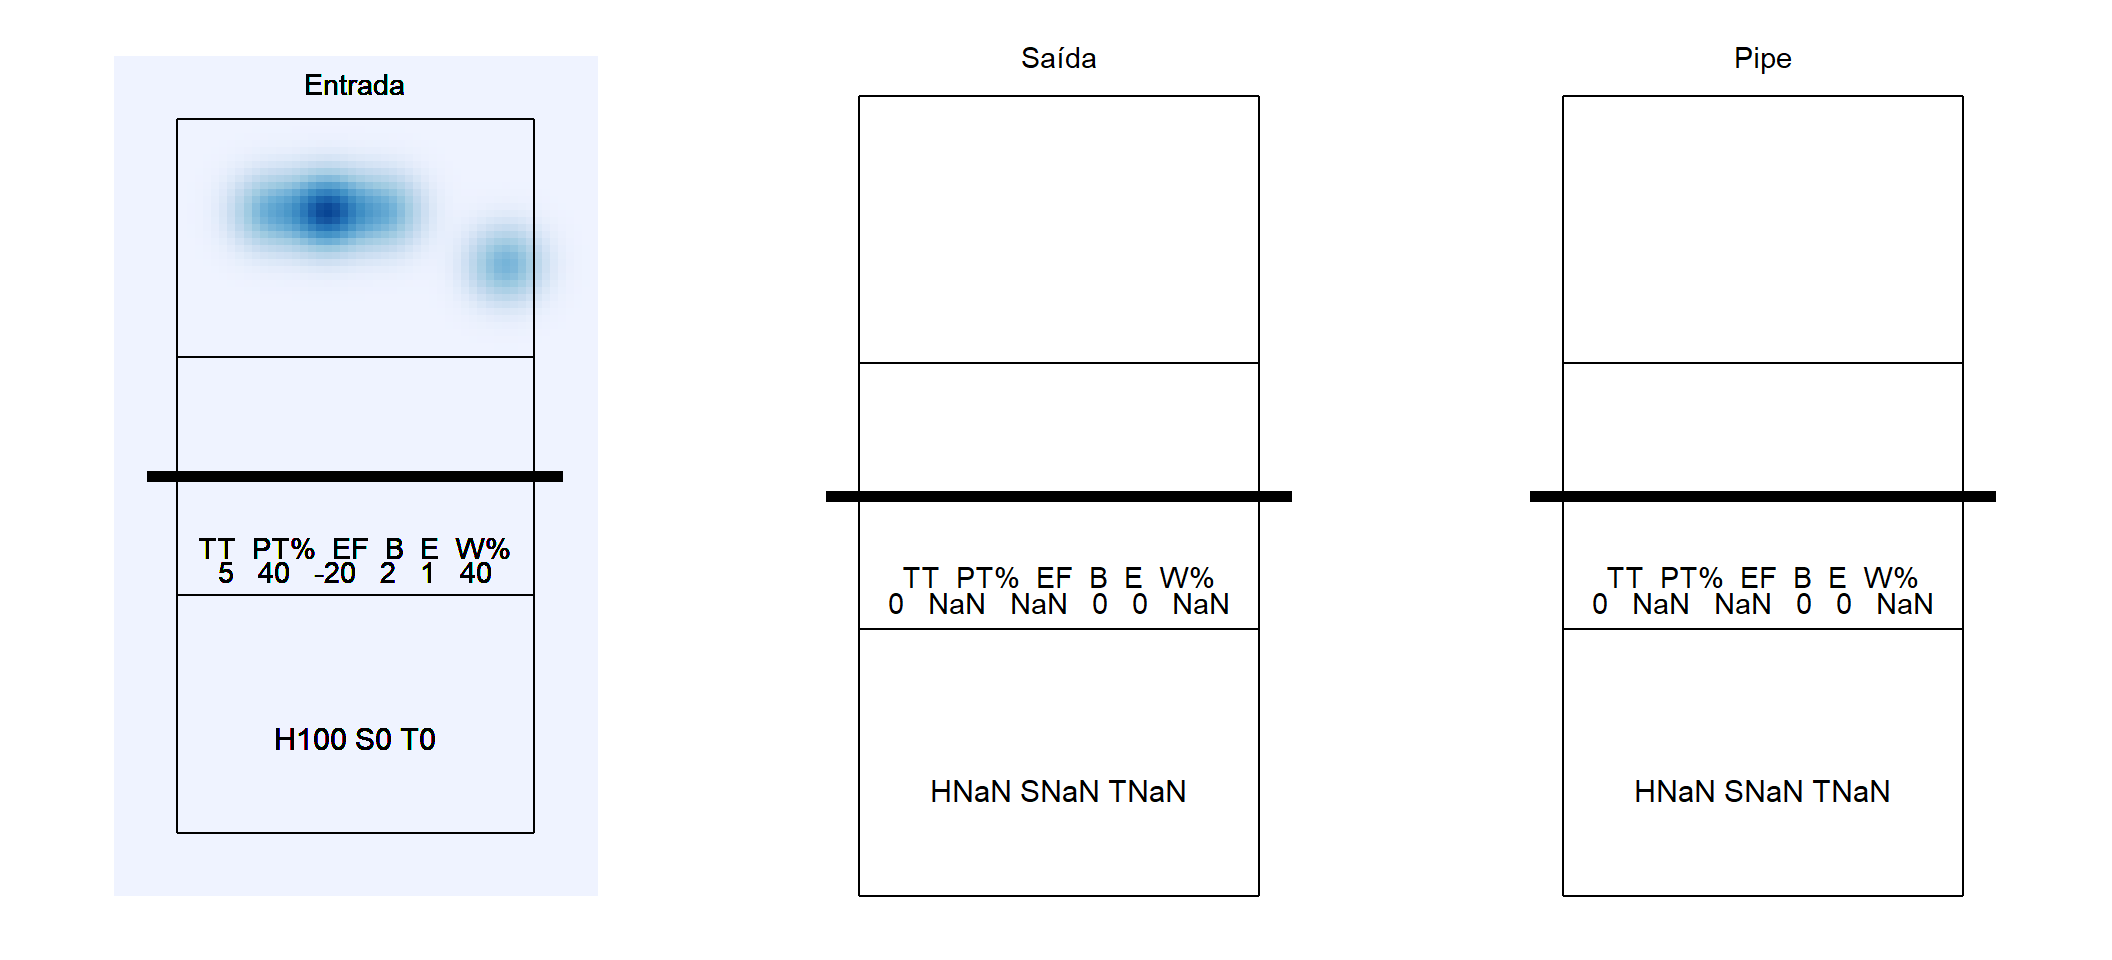 Entrada
TT PT% EF B E W%
5 40 -20 2 1 40
H100 S0 T0
Saída
TT PT% EF B E W%
0 NaN NaN 0 0 NaN
HNaN SNaN TNaN
Pipe
TT PT% EF B E W%
0 NaN NaN 0 0 NaN
HNaN SNaN TNaN